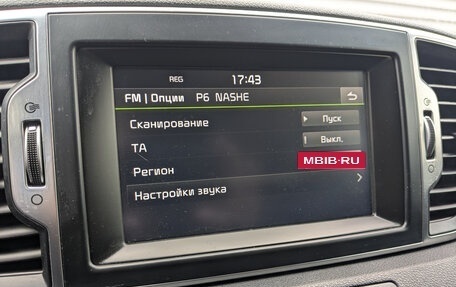 REG 17:43
FM | Опции P6 NASHE
Сканирование Пуск
TA Выкл.
Регион MBIB-RU
Настройки звука